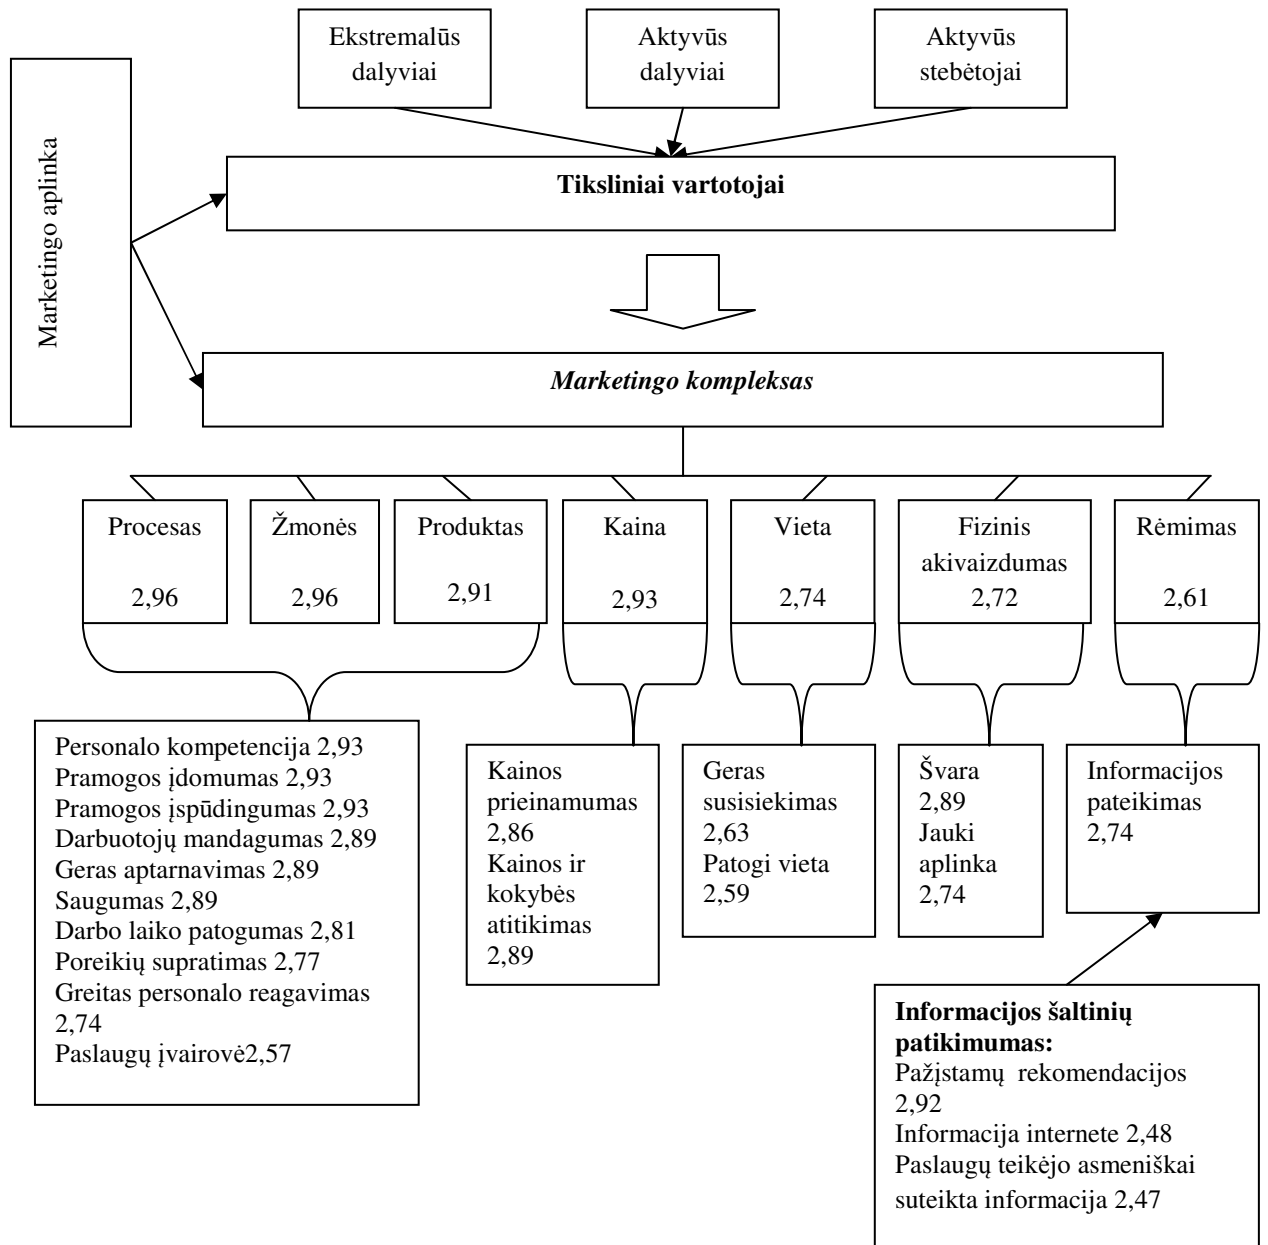 Ekstremalūs
dalyviai
Aktyvūs
dalyviai
Aktyvūs
stebėtojai
Marketingo aplinka
Tiksliniai vartotojai
Marketingo kompleksas
Procesas
2,96
Žmonės
2,96
Produktas
2,91
Kaina
2,93
Vieta
2,74
Fizinis
akivaizdumas
2,72
Rėmimas
2,61
Personalo kompetencija 2,93
Pramogos įdomumas 2,93
Pramogos įspūdingumas 2,93
Darbuotojų mandagumas 2,89
Geras aptarnavimas 2,89
Saugumas 2,89
Darbo laiko patogumas 2,81
Poreikių supratimas 2,77
Greitas personalo reagavimas
2,74
Paslaugų įvairovė2,57
Kainos
prieinamumas
2,86
Kainos ir
kokybės
atitikimas
2,89
Geras
susisiekimas
2,63
Patogi vieta
2,59
Švara
2,89
Jauki
aplinka
2,74
Informacijos
pateikimas
2,74
Informacijos šaltinių
patikimumas:
Pažįstamų rekomendacijos
2,92
Informacija internete 2,48
Paslaugų teikėjo asmeniškai
suteikta informacija 2,47